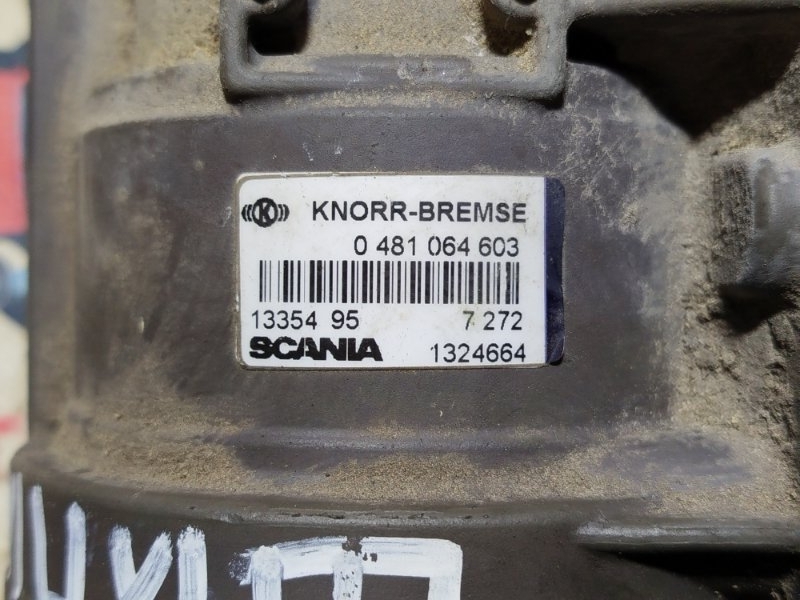 K KNORR-BREMSE
0 481 064 603
13354 95 7 272
SCANIA 1324664